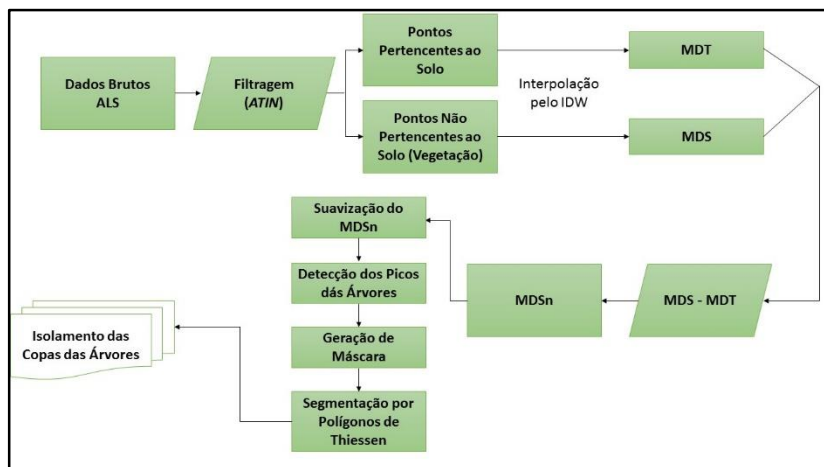 Dados Brutos
ALS
Filtragem
(ATIN)
Pontos
Pertencentes ao
Solo
Pontos Não
Pertencentes ao
Solo (Vegetação)
Interpolação
pelo IDW
MDT
MDS
MDS - MDT
MDSn
Suavização do
MDSn
Detecção dos Picos
dás Árvores
Geração de
Máscara
Segmentação por
Polígonos de
Thiessen
Isolamento das
Copas das Árvores